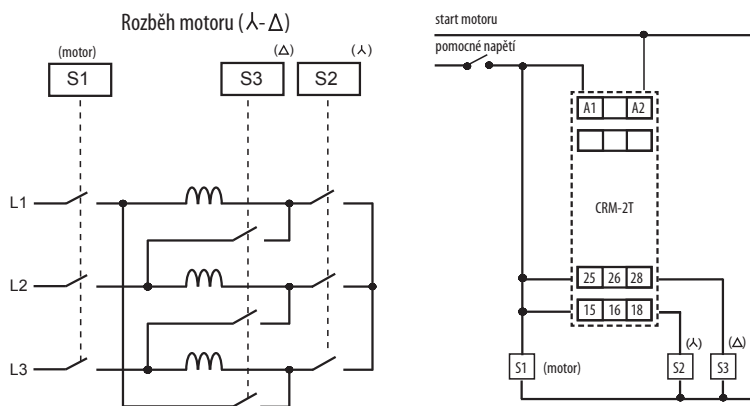 Rozběh motoru (⅄-Δ)
(motor)
(Δ)
(⅄)
S1
S3
S2
L1
L2
L3
start motoru
pomocné napětí
A1
A2
CRM-2T
25
26
28
15
16
18
S1
(motor)
S2
(⅄)
S3
(Δ)